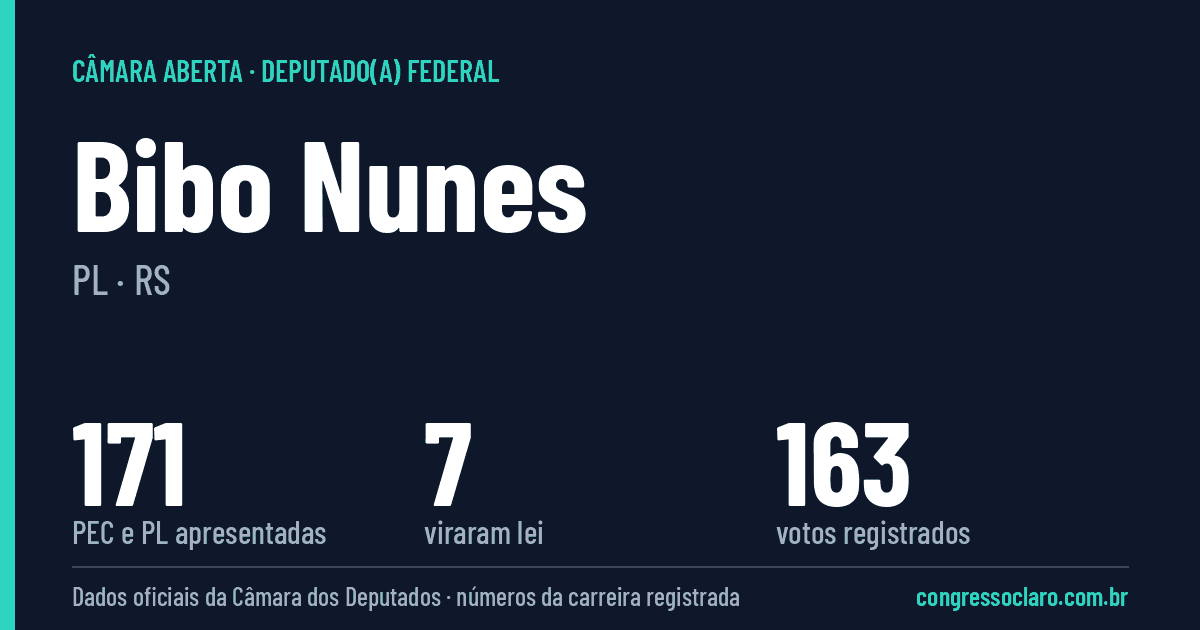 CÂMARA ABERTA · DEPUTADO(A) FEDERAL
Bibo Nunes
PL · RS
171
PEC e PL apresentadas
7
viraram lei
163
votos registrados
Dados oficiais da Câmara dos Deputados · números da carreira registrada
congressoclaro.com.br